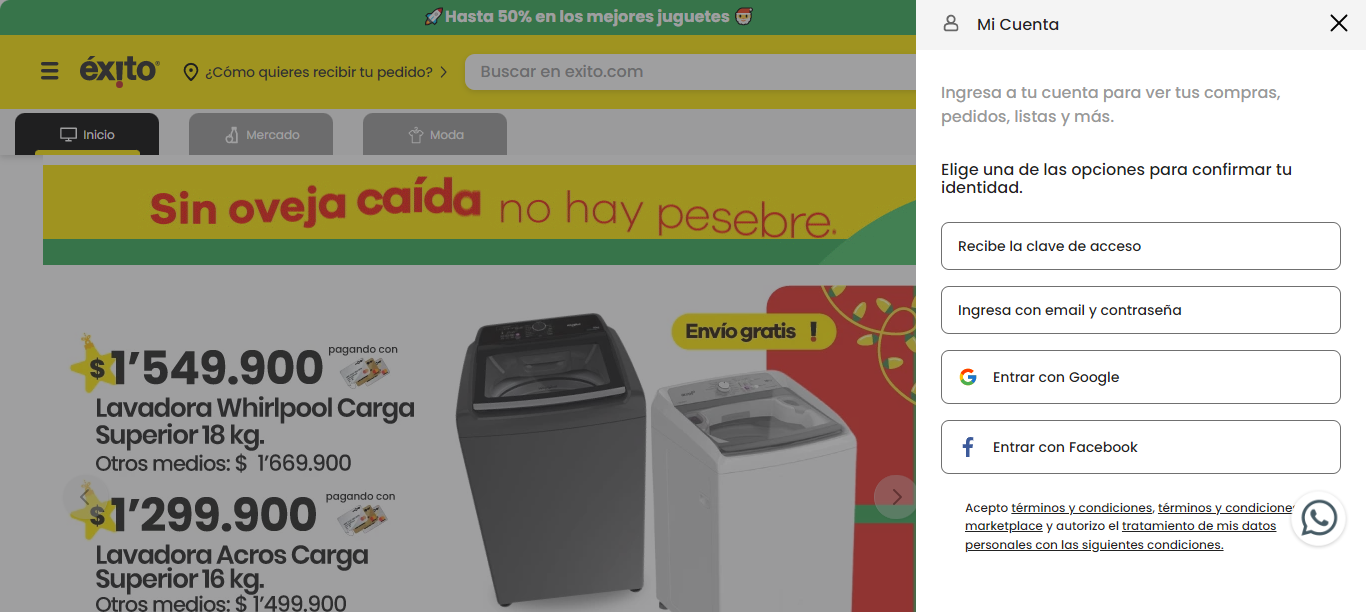 Hasta 50% en los mejores juguetes
Mi Cuenta
éxito
¿Cómo quieres recibir tu pedido?
Buscar en exito.com
Inicio
Mercado
Moda
Sin oveja caída no hay pesebre.
Envío gratis !
$1’549.900
pagando con
Lavadora Whirlpool Carga
Superior 18 kg.
Otros medios: $ 1’669.900
$1’299.900
pagando con
Lavadora Acros Carga
Superior 16 kg.
Otros medios: $ 1’499.900
Ingresa a tu cuenta para ver tus compras,
pedidos, listas y más.
Elige una de las opciones para confirmar tu
identidad.
Recibe la clave de acceso
Ingresa con email y contraseña
Entrar con Google
Entrar con Facebook
Acepto términos y condiciones, términos y condicione
marketplace y autorizo el tratamiento de mis datos
personales con las siguientes condiciones.